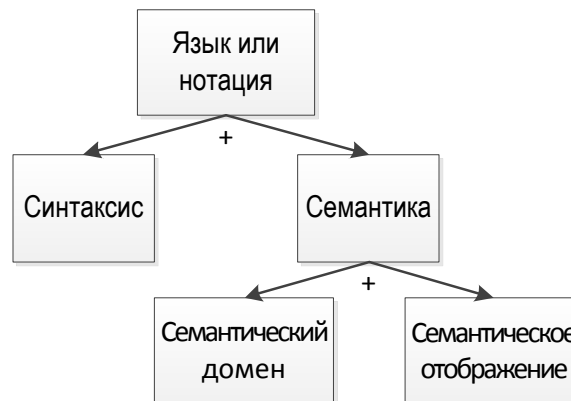 Язык или
нотация
+
Синтаксис
Семантика
+
Семантический
домен
Семантическое
отображение